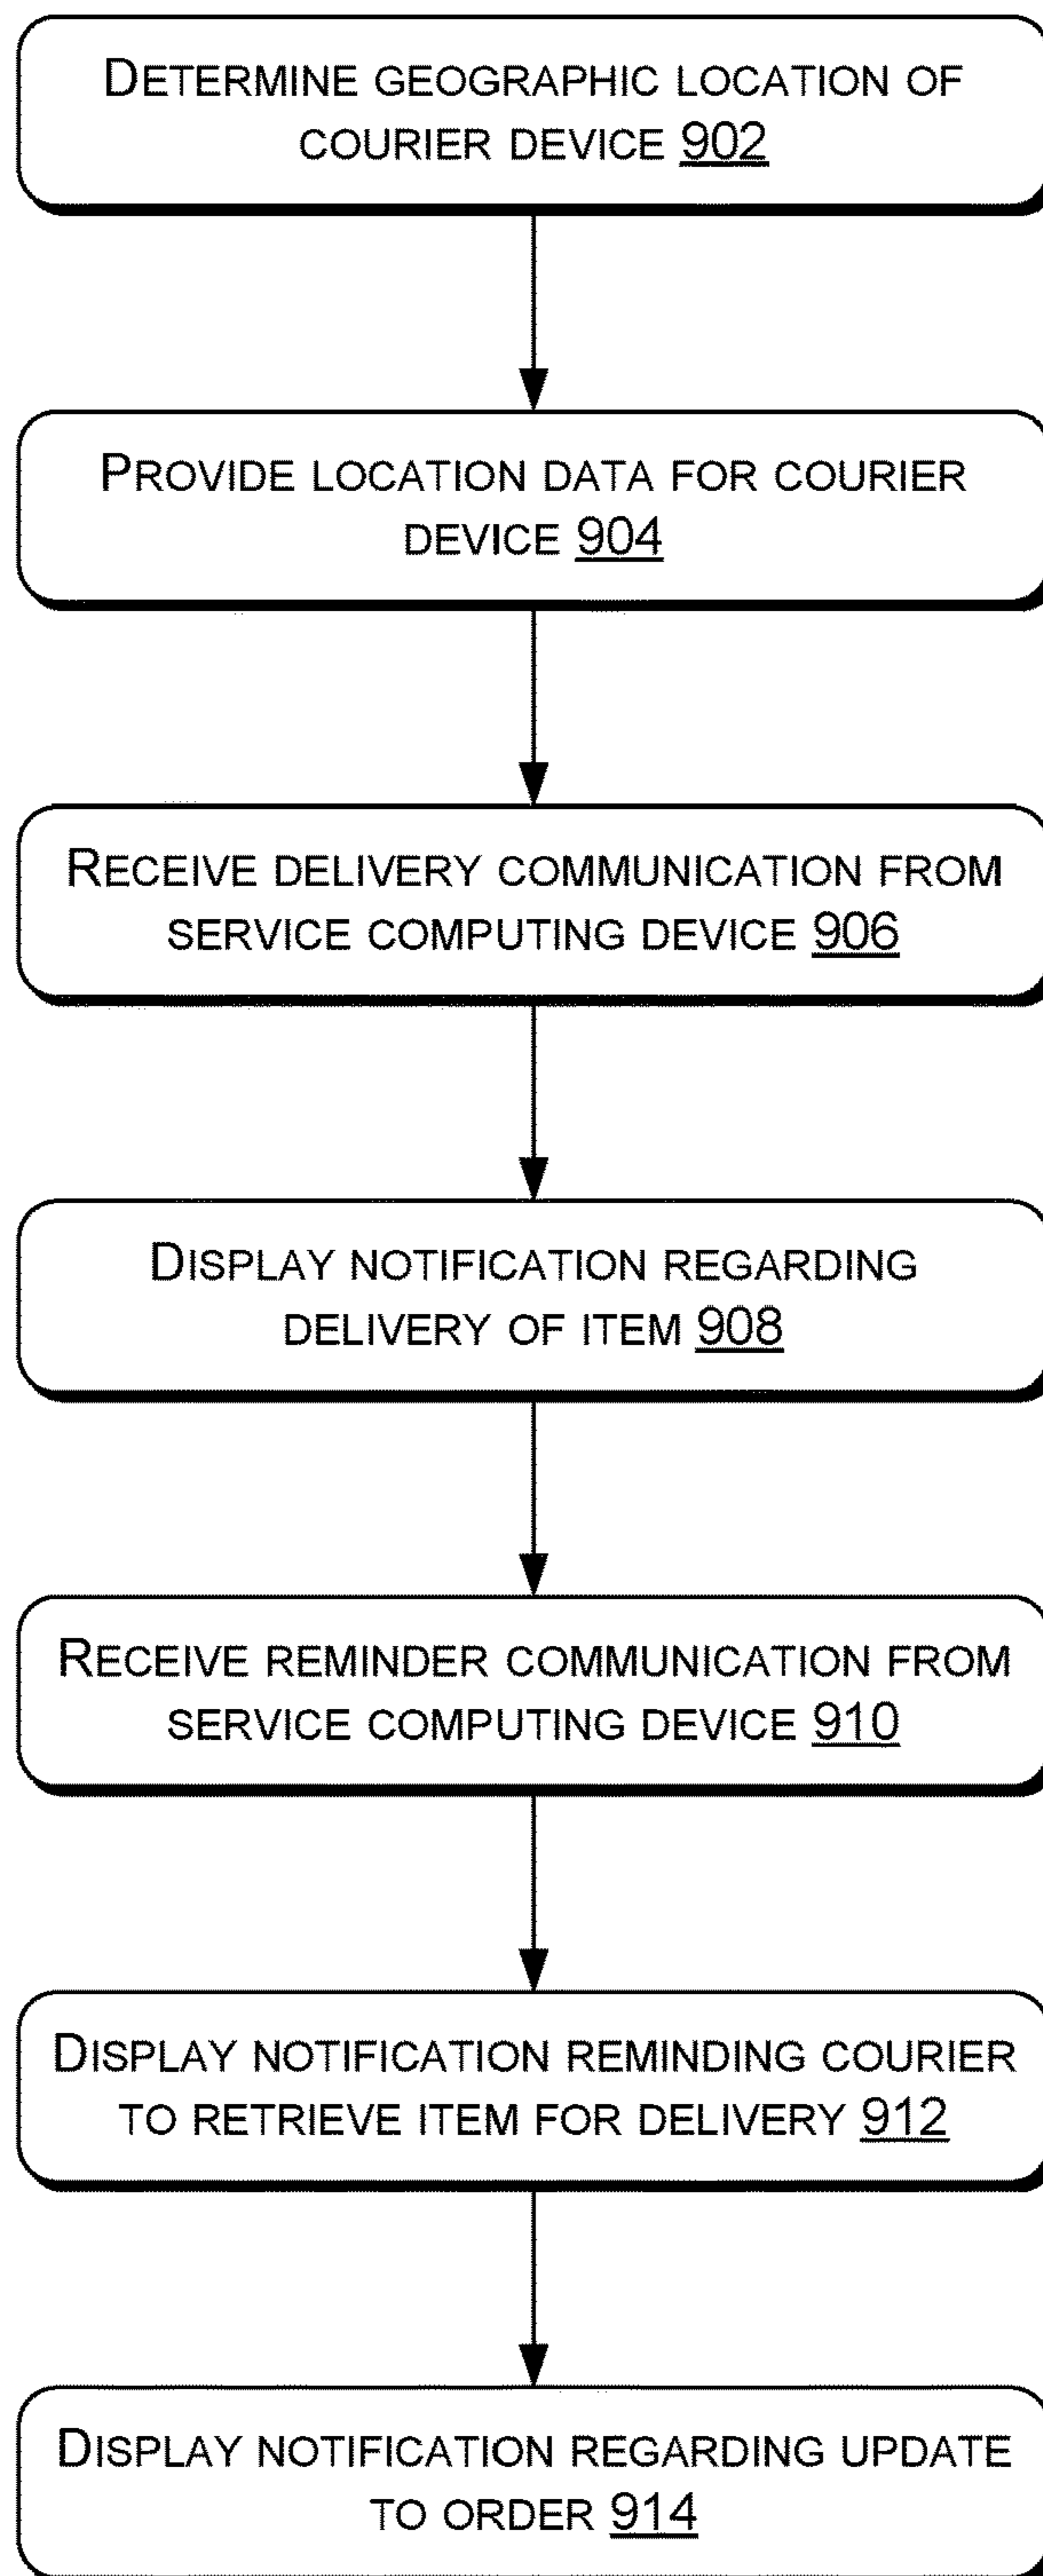 DETERMINE GEOGRAPHIC LOCATION OF
COURIER DEVICE 902
PROVIDE LOCATION DATA FOR COURIER
DEVICE 904
RECEIVE DELIVERY COMMUNICATION FROM
SERVICE COMPUTING DEVICE 906
DISPLAY NOTIFICATION REGARDING
DELIVERY OF ITEM 908
RECEIVE REMINDER COMMUNICATION FROM
SERVICE COMPUTING DEVICE 910
DISPLAY NOTIFICATION REMINDING COURIER
TO RETRIEVE ITEM FOR DELIVERY 912
DISPLAY NOTIFICATION REGARDING UPDATE
TO ORDER 914